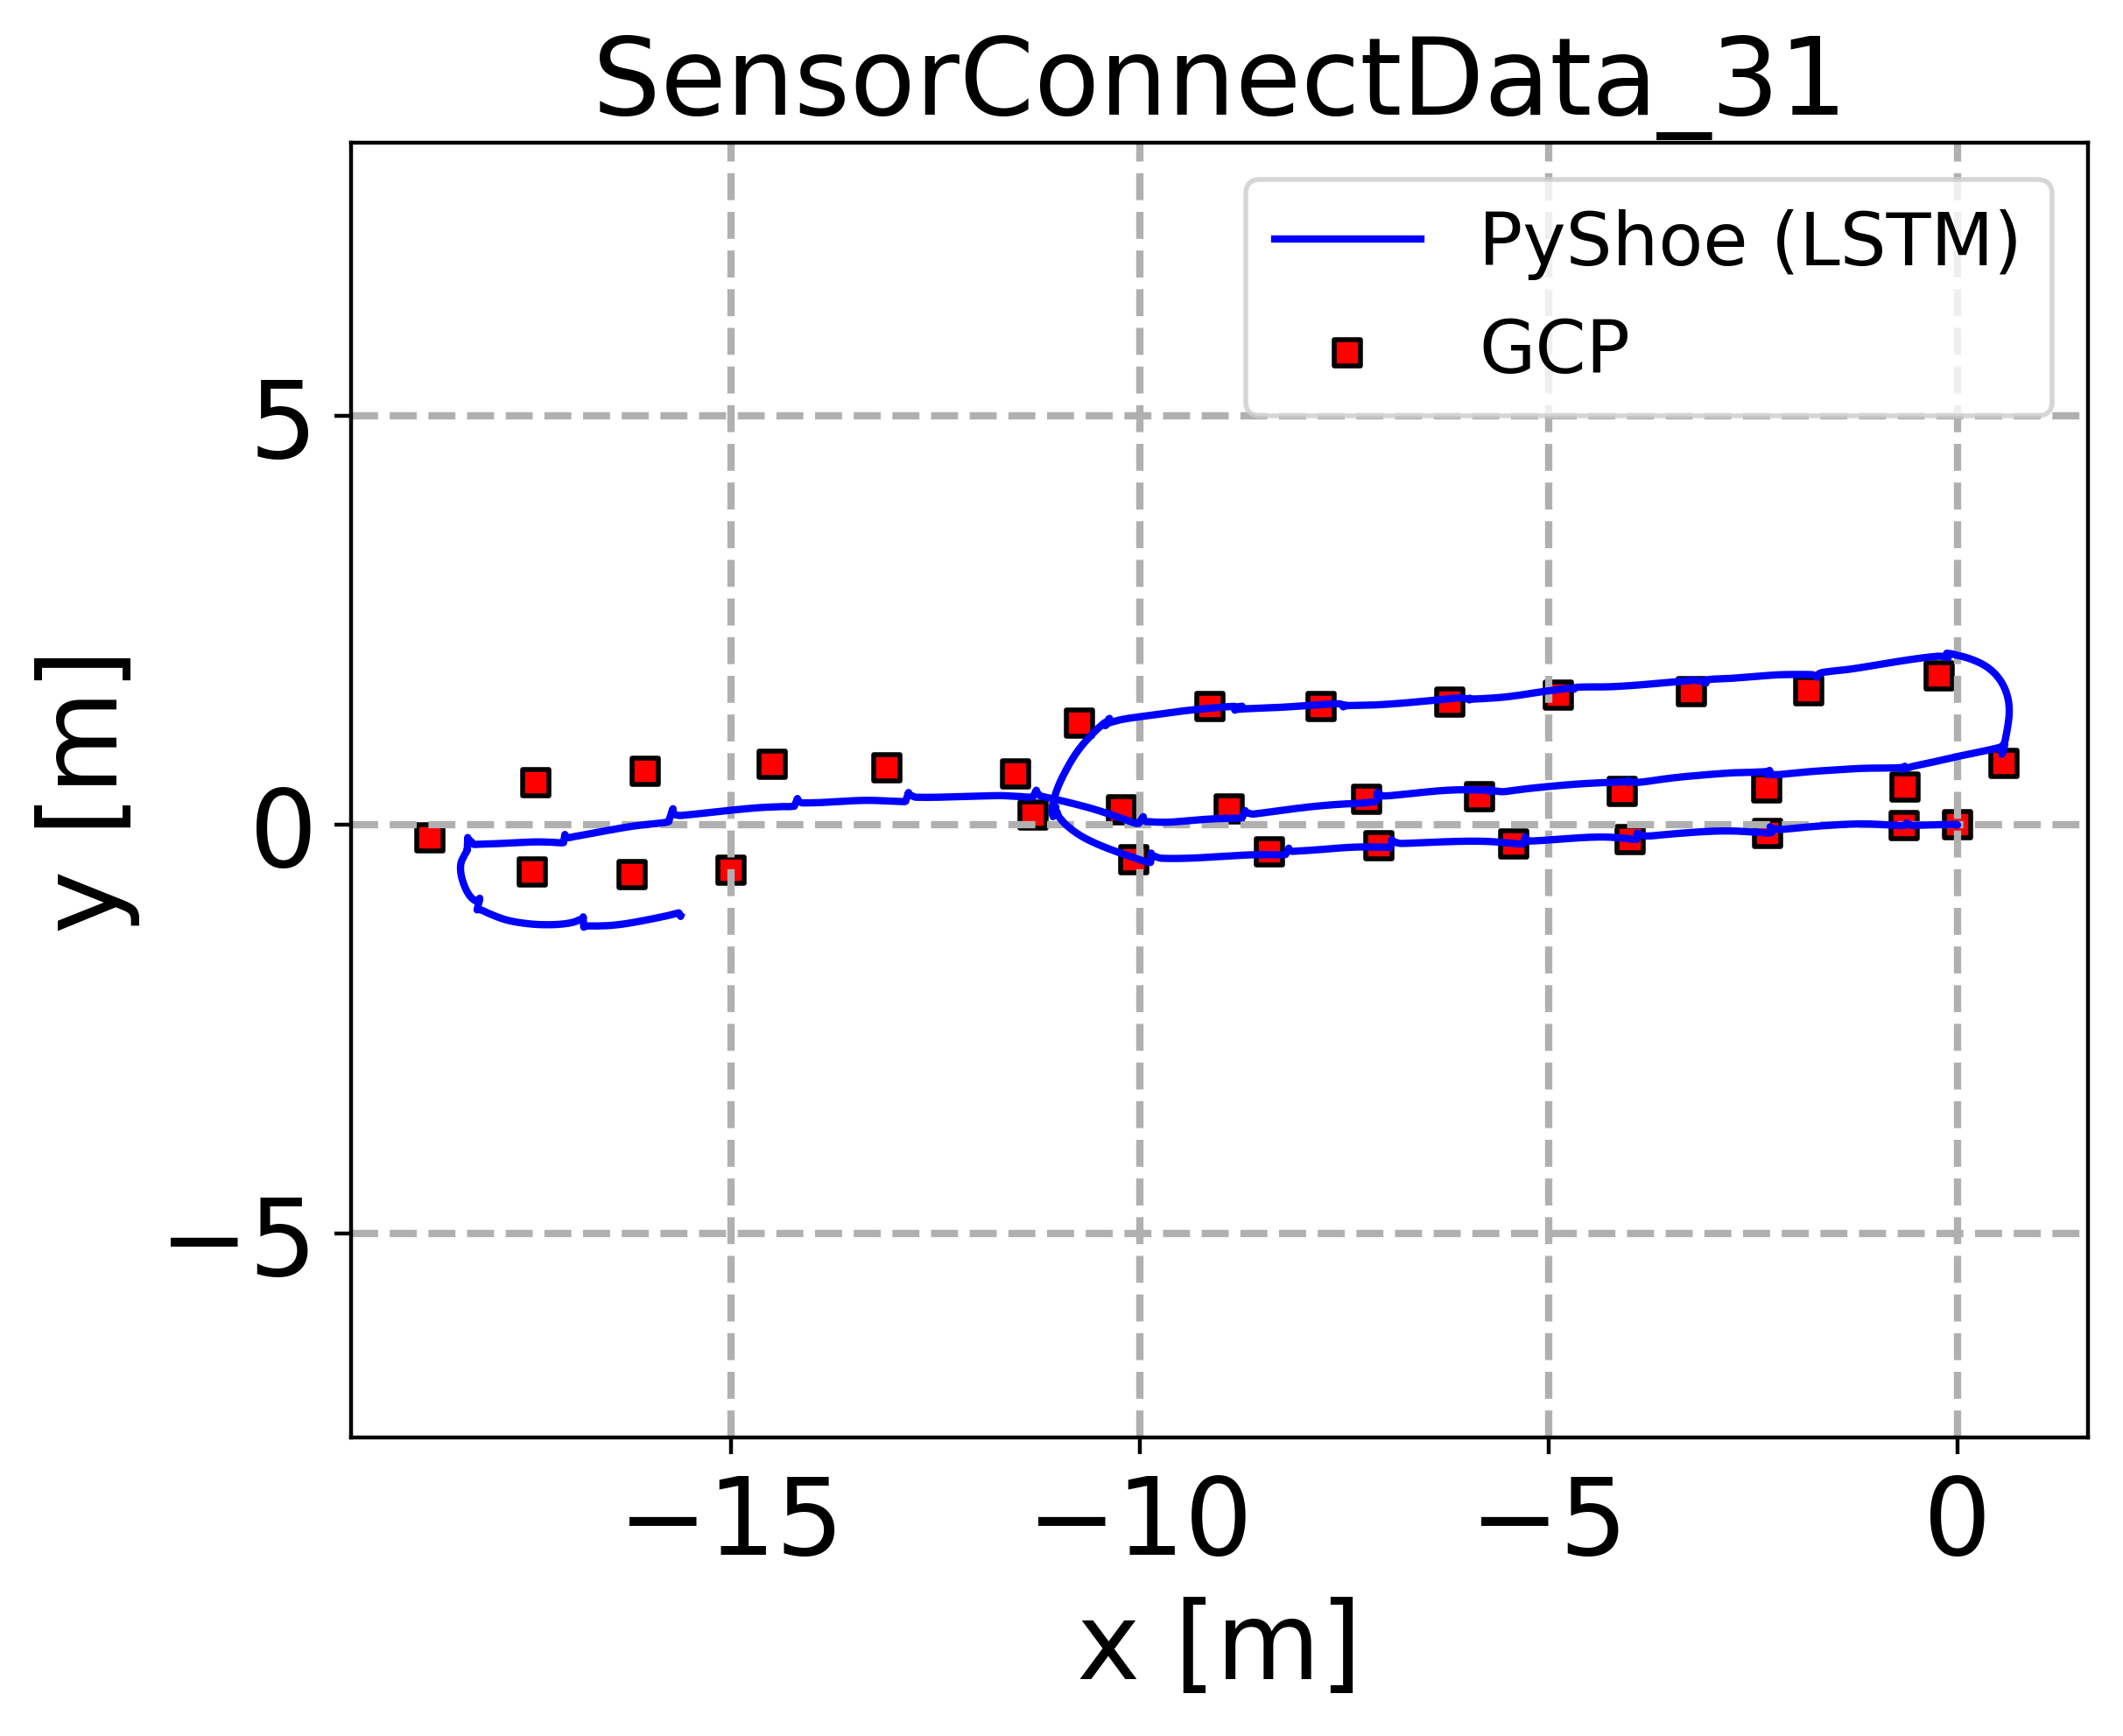 SensorConnectData_31
PyShoe (LSTM)
GCP
y [m]
5
0
−5
−15
−10
−5
0
x [m]